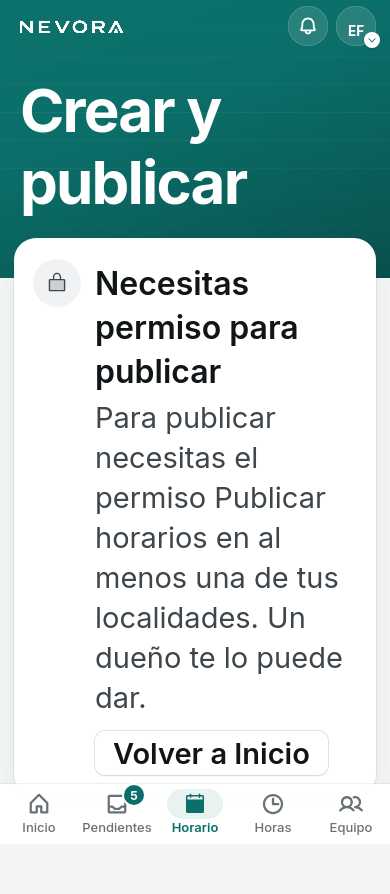 NEVORA
EF
Crear y
publicar
Necesitas
permiso para
publicar
Para publicar
necesitas el
permiso Publicar
horarios en al
menos una de tus
localidades. Un
dueño te lo puede
dar.
Volver a Inicio
5
Inicio Pendientes Horario Horas Equipo